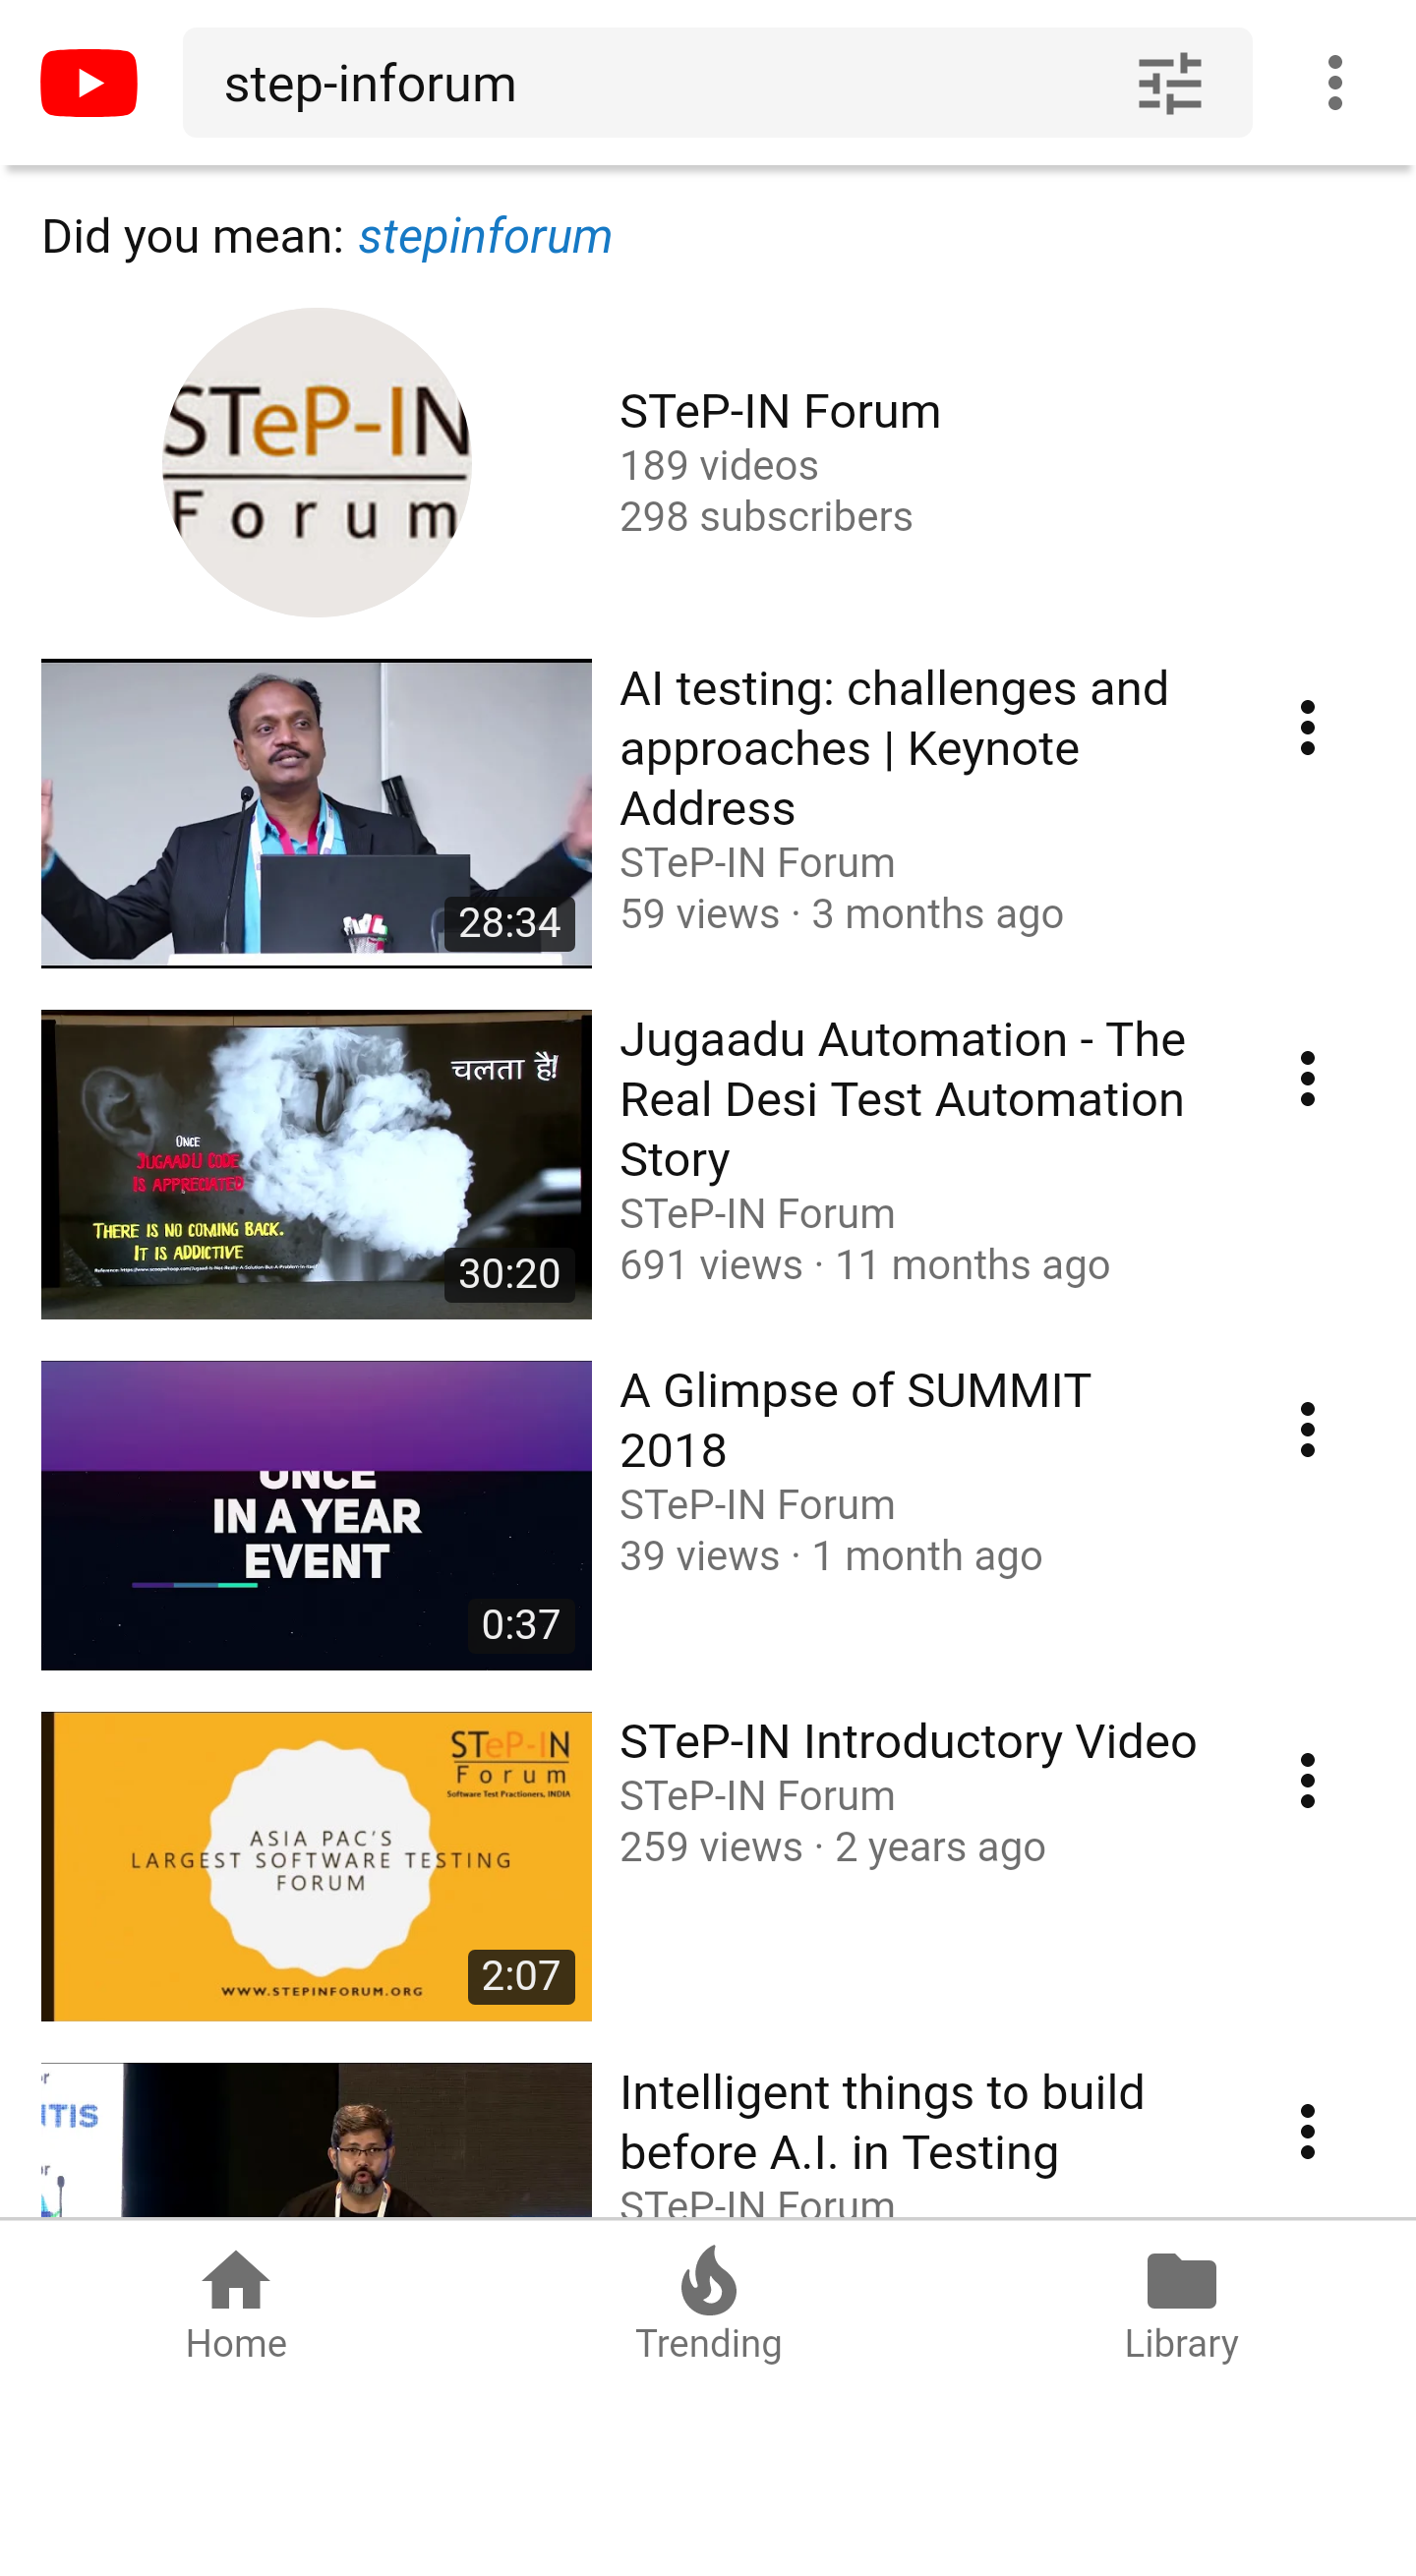 step-inforum
Did you mean: stepinforum
STeP-IN
Forum
STeP-IN Forum
189 videos
298 subscribers
28:34
AI testing: challenges and
approaches | Keynote
Address
STeP-IN Forum
59 views · 3 months ago
चलता है!
ONCE
JUGAADU CODE
IS APPRECIATED
THERE IS NO COMING BACK.
IT IS ADDICTIVE
30:20
Jugaadu Automation - The
Real Desi Test Automation
Story
STeP-IN Forum
691 views · 11 months ago
ONCE
IN A YEAR
EVENT
0:37
A Glimpse of SUMMIT
2018
STeP-IN Forum
39 views · 1 month ago
STeP-IN
Forum
Software Test Practioners, INDIA
ASIA PAC'S
LARGEST SOFTWARE TESTING
FORUM
WWW.STEPINFORUM.ORG
2:07
STeP-IN Introductory Video
STeP-IN Forum
259 views · 2 years ago
Intelligent things to build
before A.I. in Testing
STeP-IN Forum
Home
Trending
Library